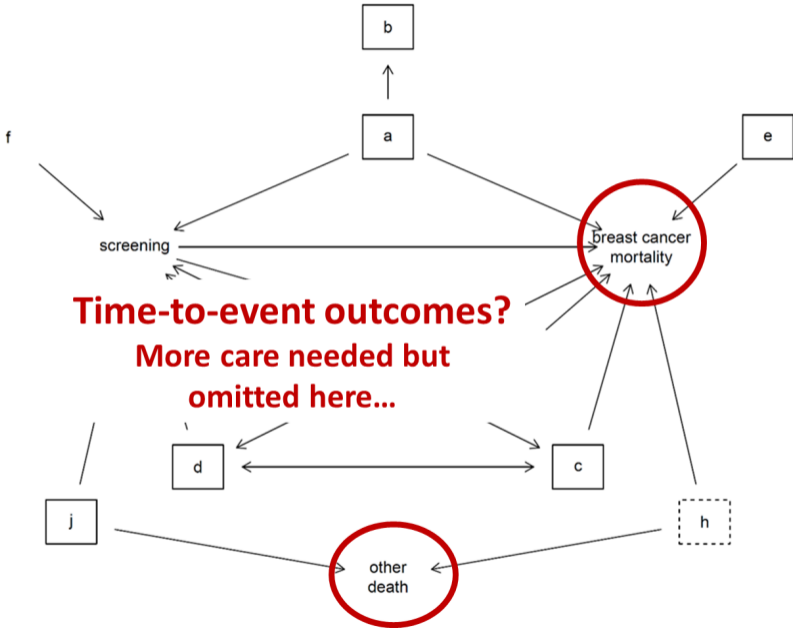 b
f
a
e
screening
breast cancer
mortality
Time-to-event outcomes?
More care needed but
omitted here…
d
c
j
h
other
death